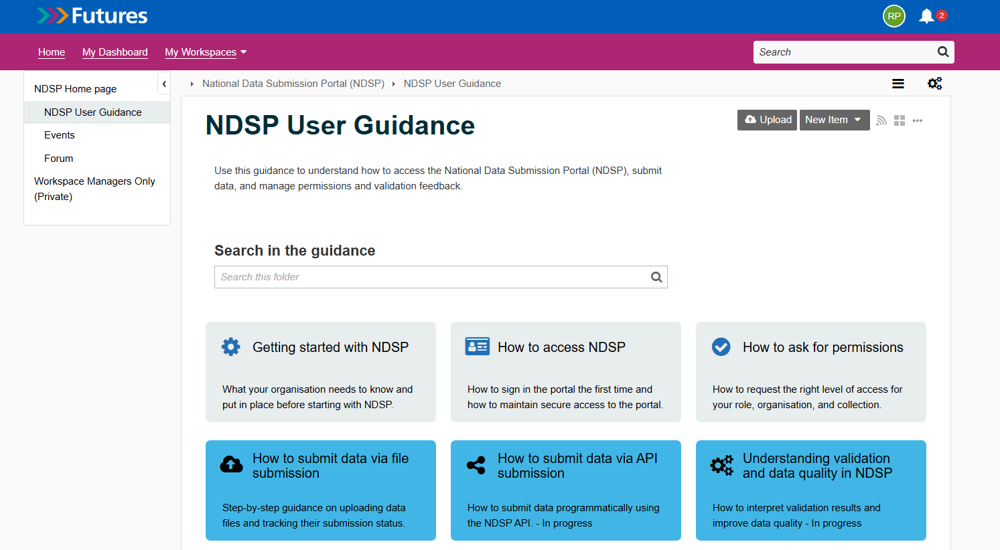 Futures
RP
2
Home
My Dashboard
My Workspaces
Search
NDSP Home page
NDSP User Guidance
Events
Forum
Workspace Managers Only
(Private)
National Data Submission Portal (NDSP)
NDSP User Guidance
NDSP User Guidance
Upload
New Item
Use this guidance to understand how to access the National Data Submission Portal (NDSP), submit
data, and manage permissions and validation feedback.
Search in the guidance
Search this folder
Getting started with NDSP
What your organisation needs to know and
put in place before starting with NDSP.
How to access NDSP
How to sign in the portal the first time and
how to maintain secure access to the portal.
How to ask for permissions
How to request the right level of access for
your role, organisation, and collection.
How to submit data via file
submission
Step-by-step guidance on uploading data
files and tracking their submission status.
How to submit data via API
submission
How to submit data programmatically using
the NDSP API. - In progress
Understanding validation
and data quality in NDSP
How to interpret validation results and
improve data quality - In progress